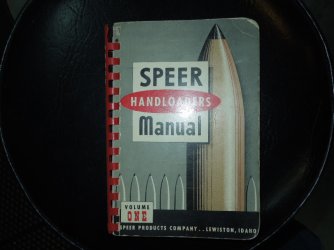 SPEER
HANDLOADERS
Manual
VOLUME
ONE
SPEER PRODUCTS COMPANY... LEWISTON, IDAHO